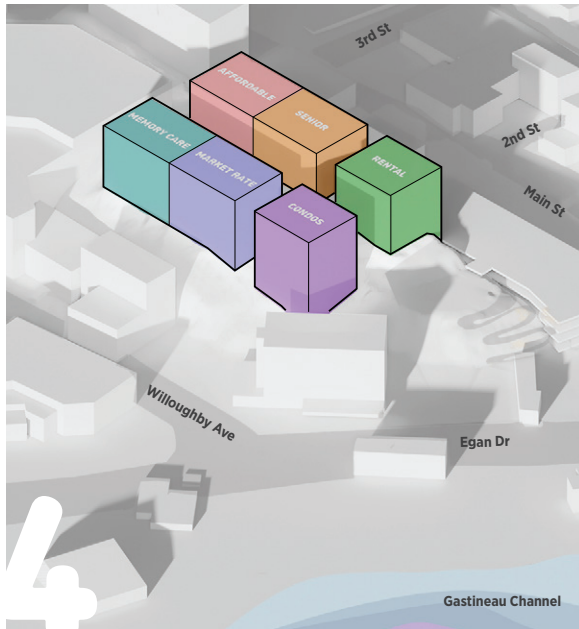 3rd St
AFFORDABLE
SENIOR
MEMORY CARE
2nd St
MARKET RATE
RENTAL
Main St
CONDOS
Willoughby Ave
Egan Dr
4
Gastineau Channel